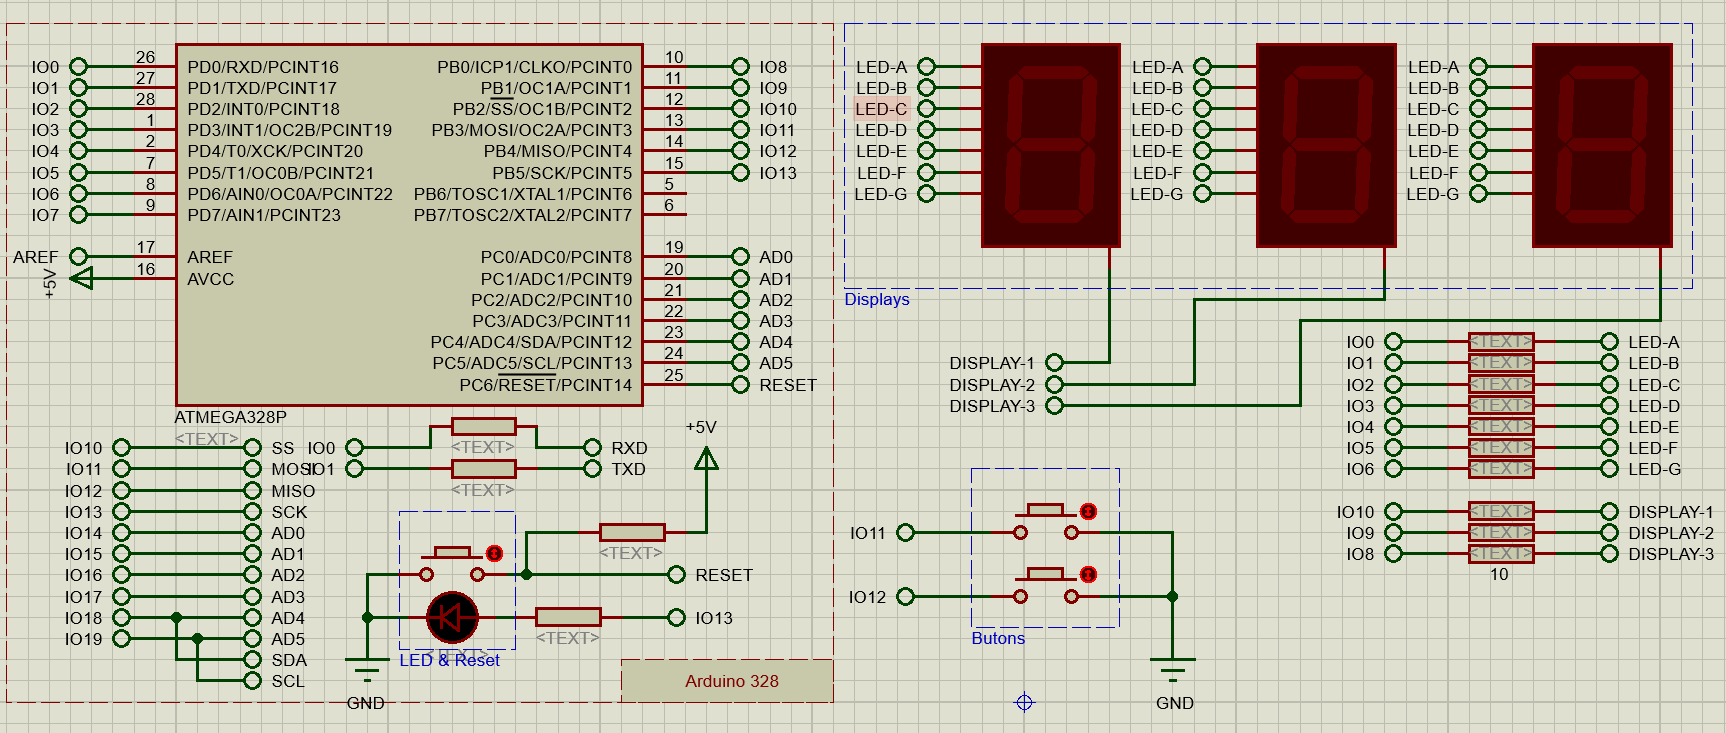 IO0 26 PD0/RXD/PCINT16 PB0/ICP1/CLKO/PCINT0 10 IO8
IO1 27 PD1/TXD/PCINT17 PB1/OC1A/PCINT1 11 IO9
IO2 28 PD2/INT0/PCINT18 PB2/SS/OC1B/PCINT2 12 IO10
IO3 1 PD3/INT1/OC2B/PCINT19 PB3/MOSI/OC2A/PCINT3 13 IO11
IO4 2 PD4/T0/XCK/PCINT20 PB4/MISO/PCINT4 14 IO12
IO5 7 PD5/T1/OC0B/PCINT21 PB5/SCK/PCINT5 15 IO13
IO6 8 PD6/AIN0/OC0A/PCINT22 PB6/TOSC1/XTAL1/PCINT6 5
IO7 9 PD7/AIN1/PCINT23 PB7/TOSC2/XTAL2/PCINT7 6
AREF 17 AREF PC0/ADC0/PCINT8 19 AD0
+5V 16 AVCC PC1/ADC1/PCINT9 20 AD1
PC2/ADC2/PCINT10 21 AD2
PC3/ADC3/PCINT11 22 AD3
PC4/ADC4/SDA/PCINT12 23 AD4
PC5/ADC5/SCL/PCINT13 24 AD5
PC6/RESET/PCINT14 25 RESET
ATMEGA328P
<TEXT>
IO10 SS
IO11 MOSI
IO12 MISO
IO13 SCK
IO14 AD0
IO15 AD1
IO16 AD2
IO17 AD3
IO18 AD4
IO19 AD5
SDA
SCL
IO0 RXD
<TEXT>
IO1 TXD
<TEXT>
+5V
<TEXT>
RESET
IO13
<TEXT>
<TEXT>
LED & Reset
GND
Arduino 328
LED-A LED-A LED-A
LED-B LED-B LED-B
LED-C LED-C LED-C
LED-D LED-D LED-D
LED-E LED-E LED-E
LED-F LED-F LED-F
LED-G LED-G LED-G
Displays
DISPLAY-1
DISPLAY-2
DISPLAY-3
IO0 <TEXT> LED-A
IO1 <TEXT> LED-B
IO2 <TEXT> LED-C
IO3 <TEXT> LED-D
IO4 <TEXT> LED-E
IO5 <TEXT> LED-F
IO6 <TEXT> LED-G
IO10 <TEXT> DISPLAY-1
IO9 <TEXT> DISPLAY-2
IO8 <TEXT> DISPLAY-3
10
IO11
IO12
Butons
GND